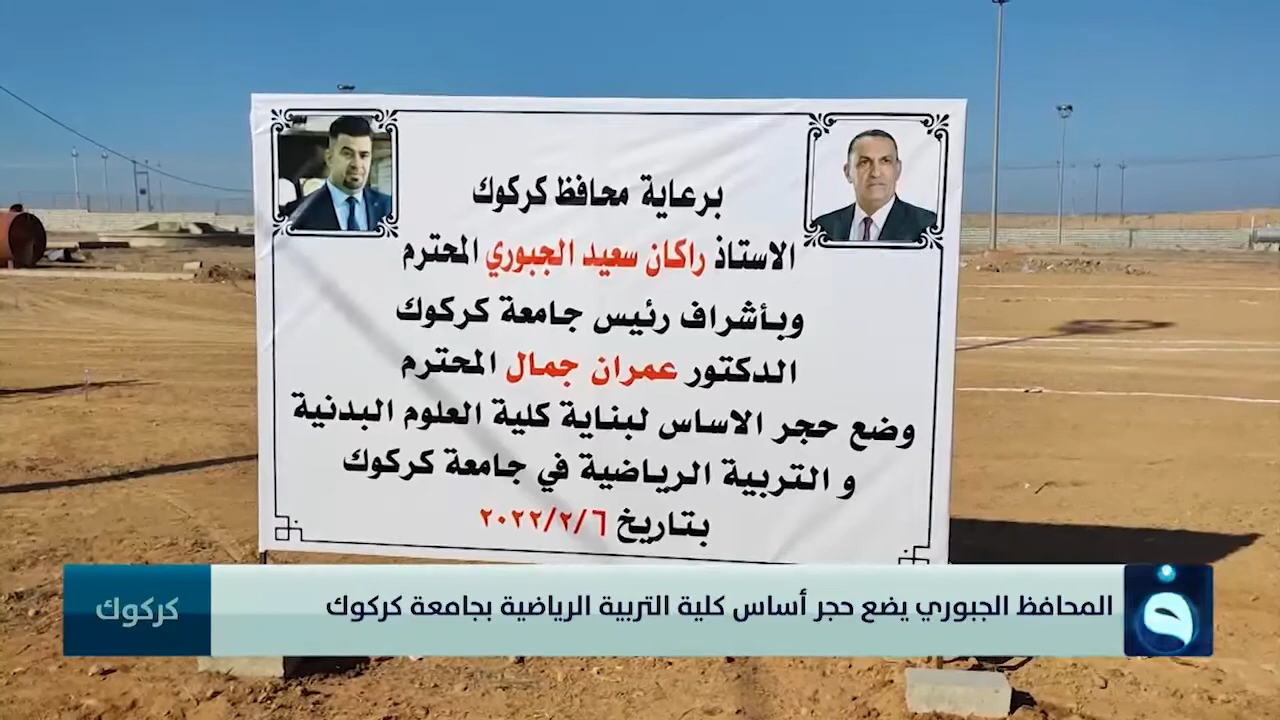 برعاية محافظ كركوك
الاستاذ راكان سعيد الجبوري المحترم
وبأشراف رئيس جامعة كركوك
الدكتور عمران جمال المحترم
وضع حجر الاساس لبناية كلية العلوم البدنية
و التربية الرياضية في جامعة كركوك
بتاريخ ٢٠٢٢/٢/٦
المحافظ الجبوري يضع حجر أساس كلية التربية الرياضية بجامعة كركوك
كركوك